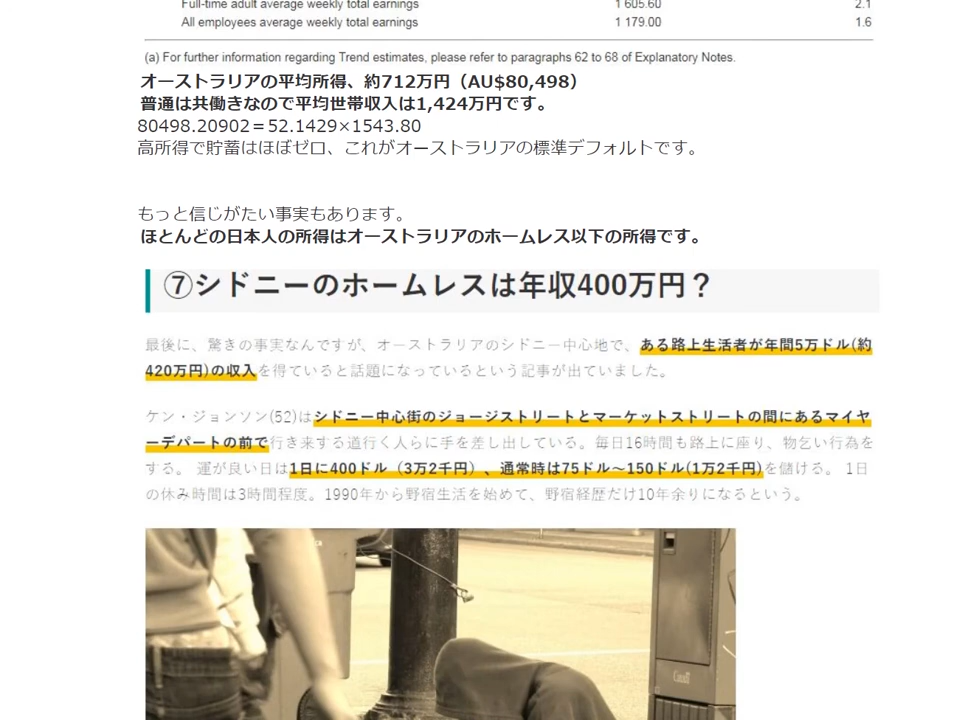 Full-time adult average weekly total earnings 1 605.60 2.1
All employees average weekly total earnings 1 179.00 1.6
(a) For further information regarding Trend estimates, please refer to paragraphs 62 to 68 of Explanatory Notes.
オーストラリアの平均所得、約712万円（AU$80,498）
普通は共働きなので平均世帯収入は1,424万円です。
80498.20902＝52.1429×1543.80
高所得で貯蓄はほぼゼロ、これがオーストラリアの標準デフォルトです。
もっと信じがたい事実もあります。
ほとんどの日本人の所得はオーストラリアのホームレス以下の所得です。
⑦シドニーのホームレスは年収400万円？
最後に、驚きの事実なんですが、オーストラリアのシドニー中心地で、ある路上生活者が年間5万ドル(約
420万円)の収入を得ていると話題になっているという記事が出ていました。
ケン・ジョンソン(52)はシドニー中心街のジョージストリートとマーケットストリートの間にあるマイヤ
ーデパートの前で行き来する道行く人らに手を差し出している。毎日16時間も路上に座り、物乞い行為を
する。 運が良い日は1日に400ドル（3万2千円）、通常時は75ドル～150ドル(1万2千円)を儲ける。 1日
の休み時間は3時間程度。1990年から野宿生活を始めて、野宿経歴だけ10年余りになるという。
Canada